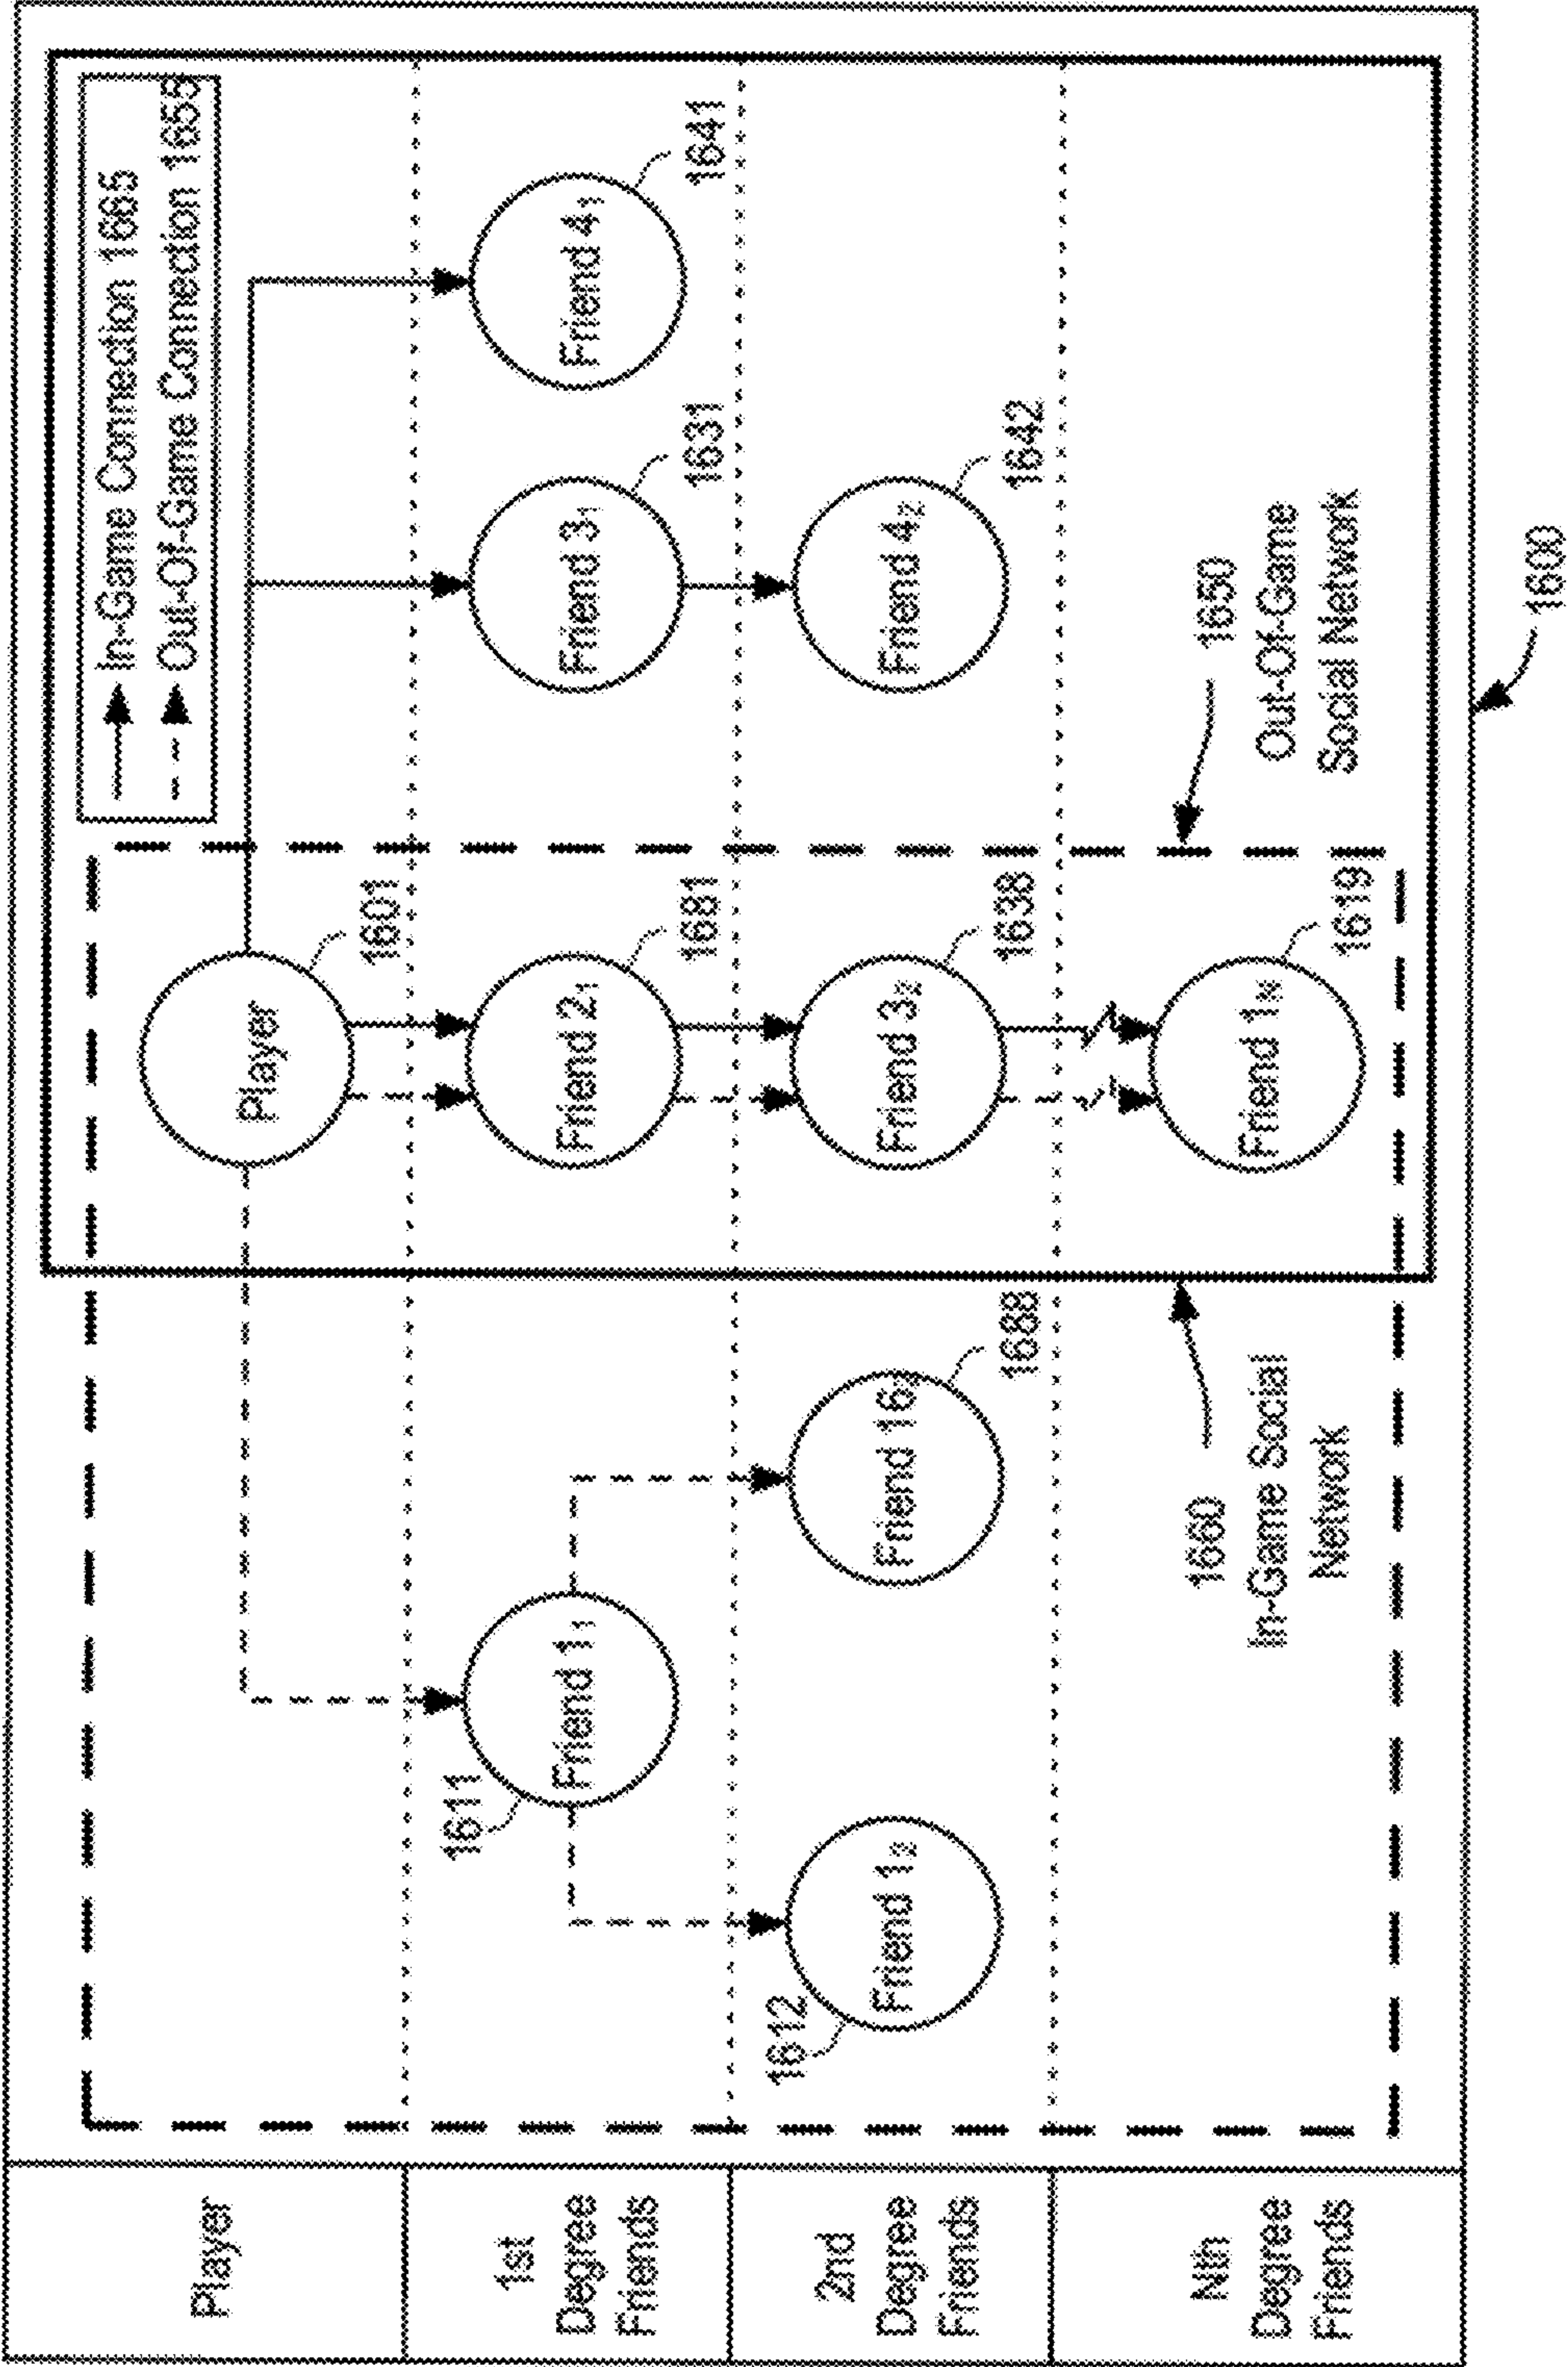 In-Game Connection 1665
Out-Of-Game Connection 1655
Player
Player
1601
1st
Degree
Friends
1611
Friend 1₁
Friend 2₁
1681
Friend 3₁
1631
Friend 4₁
1641
2nd
Degree
Friends
1612
Friend 1₂
Friend 16₂
1688
Friend 3₂
1638
Friend 4₂
1642
Nth
Degree
Friends
1660
In-Game Social
Network
Friend 1ₙ
1619
1650
Out-Of-Game
Social Network
1600